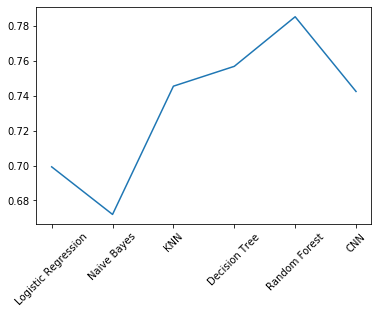 0.78
0.76
0.74
0.72
0.70
0.68
Logistic Regression
Naive Bayes
KNN
Decision Tree
Random Forest
CNN